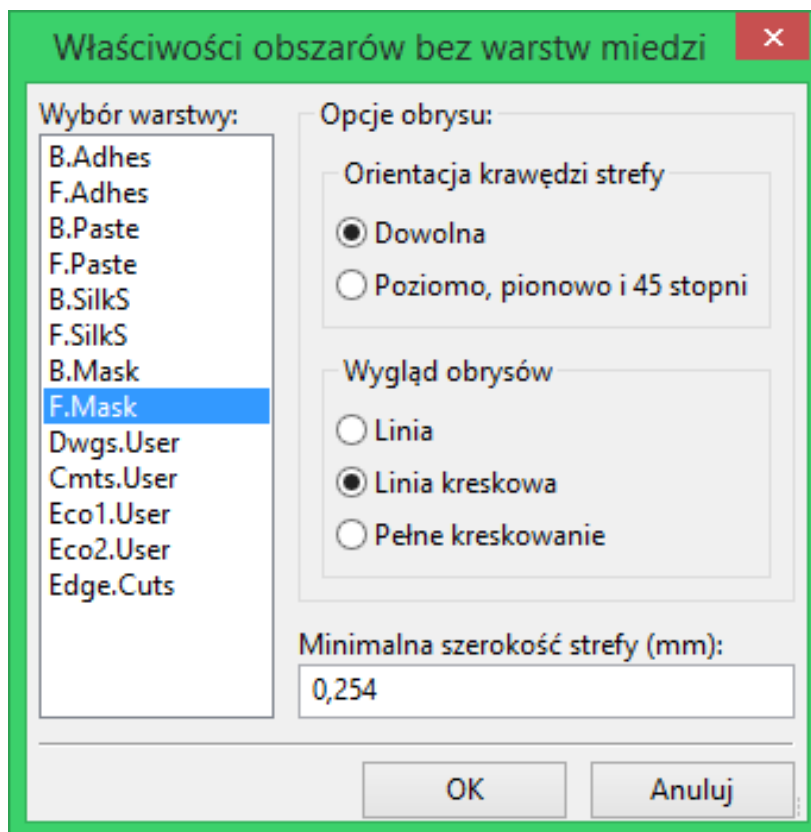 Właściwości obszarów bez warstw miedzi
Wybór warstwy:
B.Adhes
F.Adhes
B.Paste
F.Paste
B.SilkS
F.SilkS
B.Mask
F.Mask
Dwgs.User
Cmts.User
Eco1.User
Eco2.User
Edge.Cuts
Opcje obrysu:
Orientacja krawędzi strefy
Dowolna
Poziomo, pionowo i 45 stopni
Wygląd obrysów
Linia
Linia kreskowa
Pełne kreskowanie
Minimalna szerokość strefy (mm):
0,254
OK
Anuluj